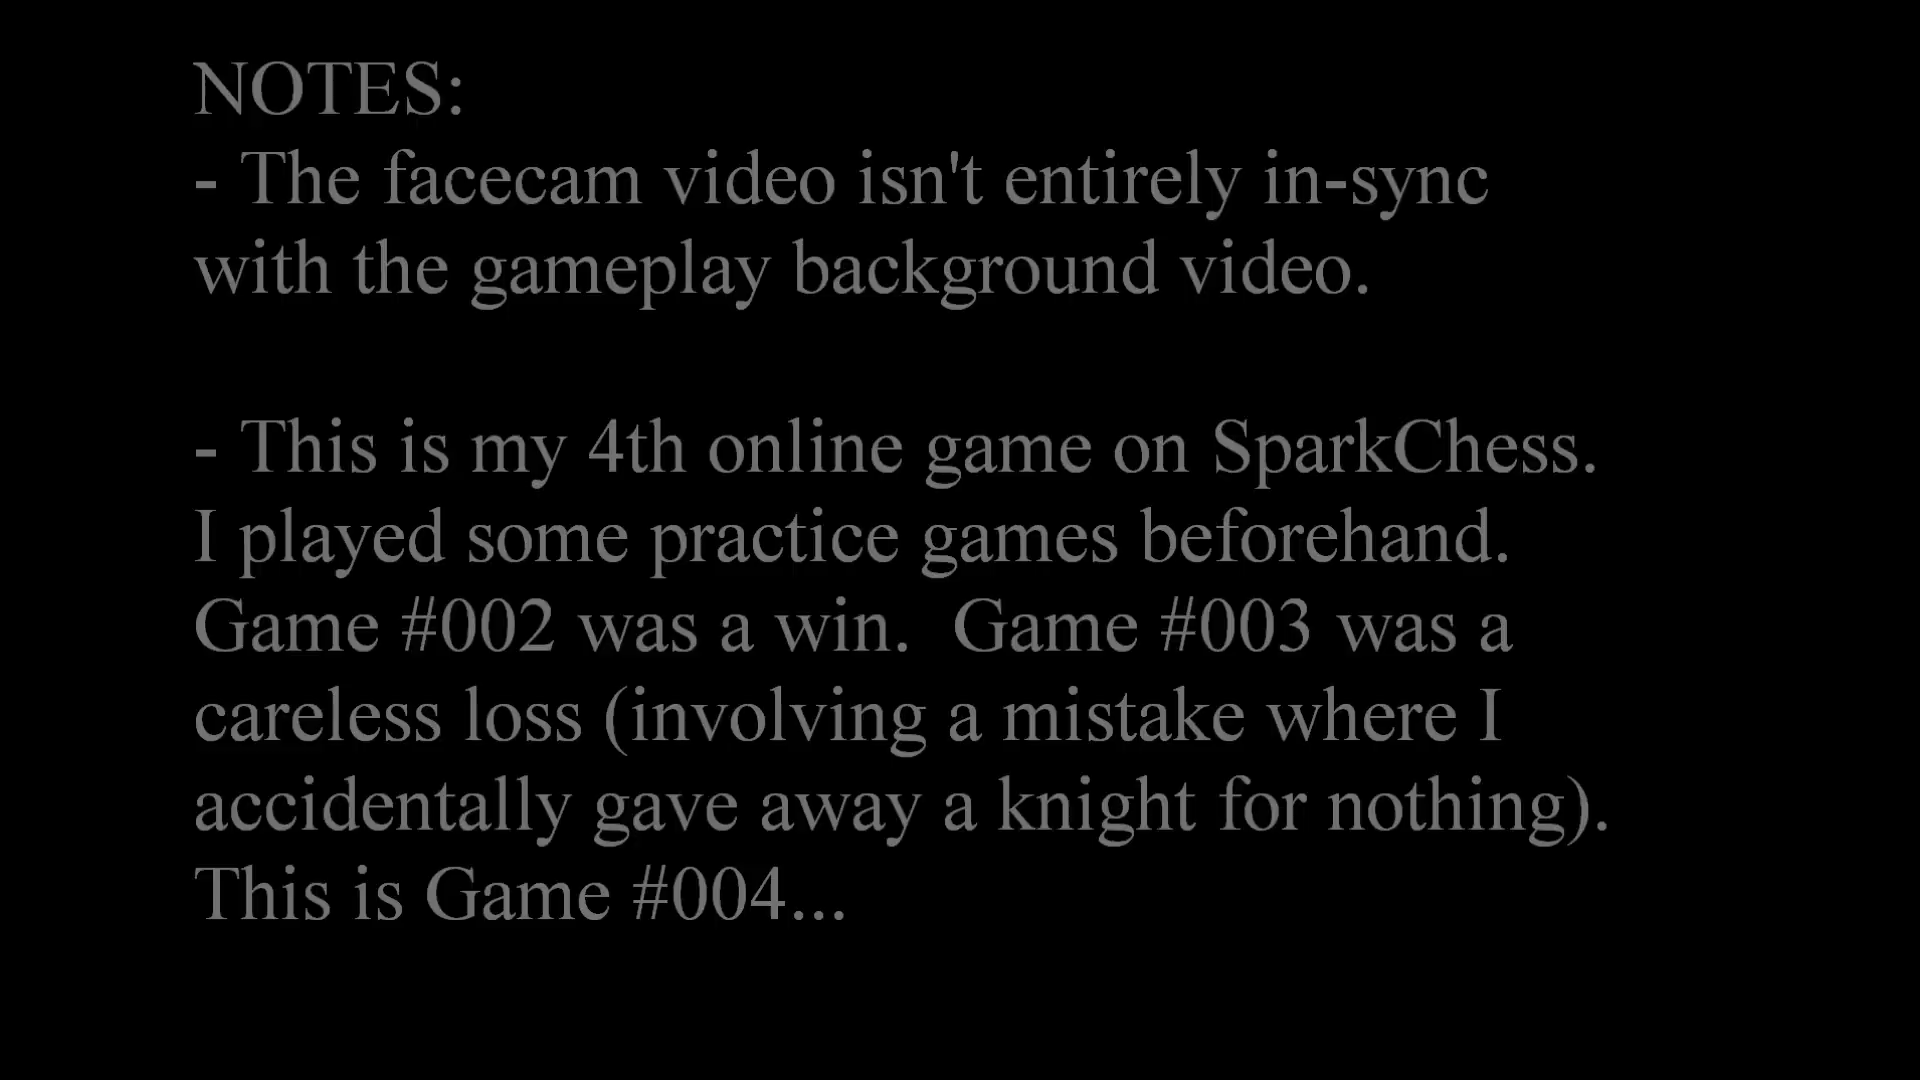 NOTES:
- The facecam video isn't entirely in-sync
with the gameplay background video.
- This is my 4th online game on SparkChess.
I played some practice games beforehand.
Game #002 was a win.  Game #003 was a
careless loss (involving a mistake where I
accidentally gave away a knight for nothing).
This is Game #004...